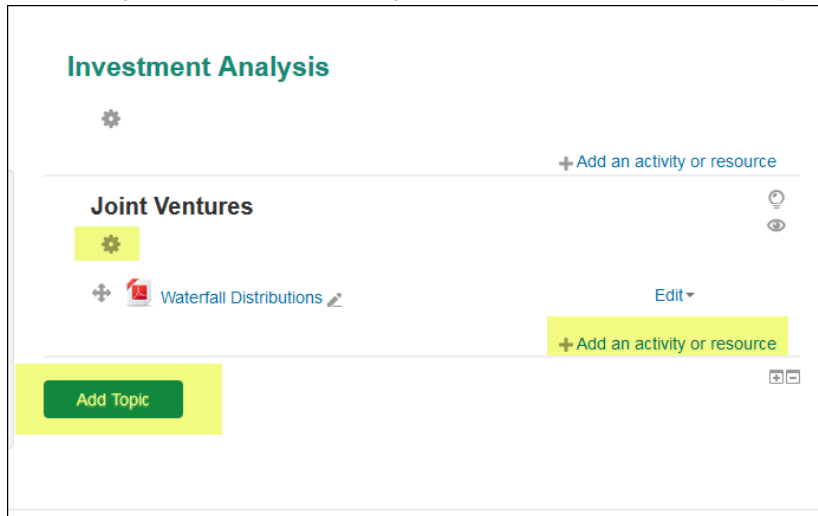 Investment Analysis
Add an activity or resource
Joint Ventures
Waterfall Distributions
Edit
Add an activity or resource
Add Topic